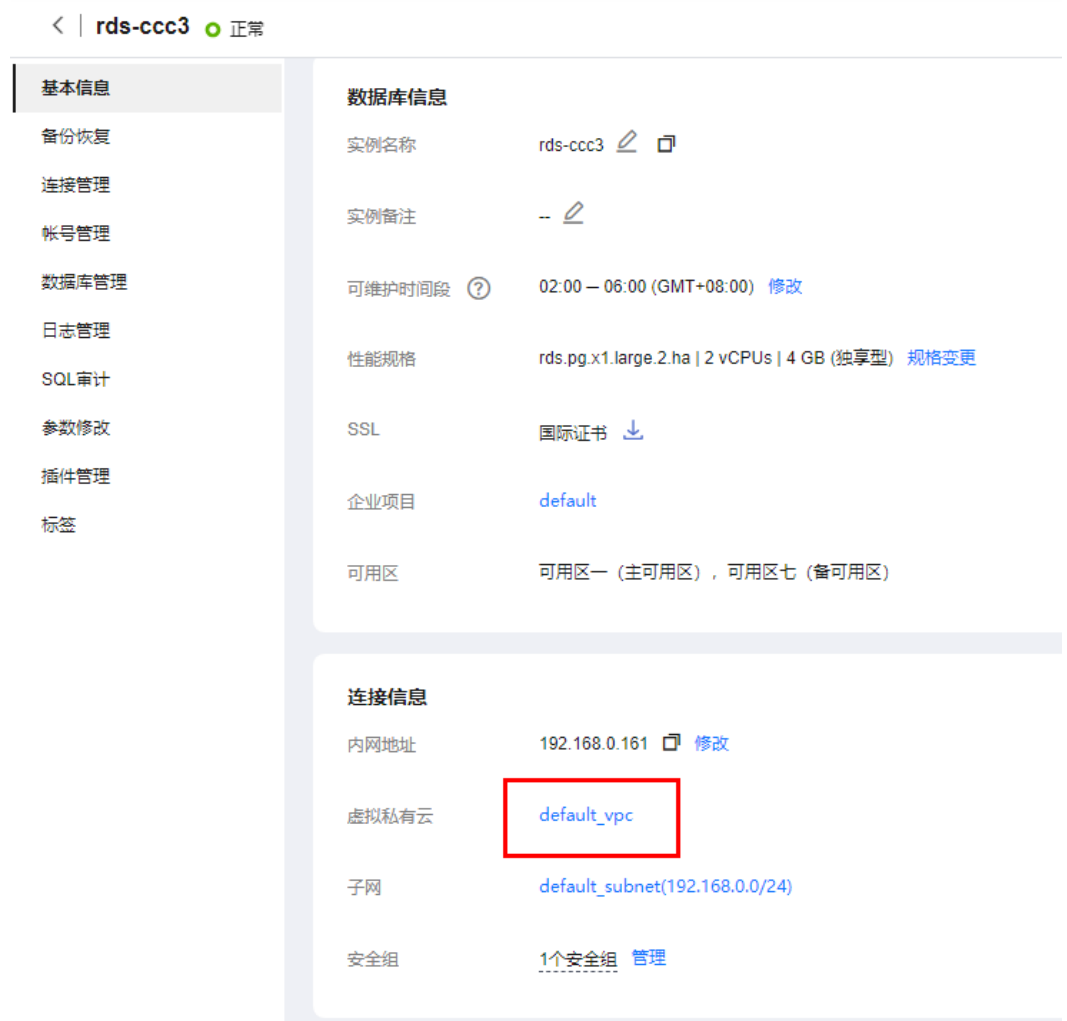 rds-ccc3 正常
基本信息
备份恢复
连接管理
帐号管理
数据库管理
日志管理
SQL审计
参数修改
插件管理
标签
数据库信息
实例名称 rds-ccc3
实例备注 --
可维护时间段 ? 02:00 — 06:00 (GMT+08:00) 修改
性能规格 rds.pg.x1.large.2.ha | 2 vCPUs | 4 GB (独享型) 规格变更
SSL 国际证书
企业项目 default
可用区 可用区一（主可用区）, 可用区七（备可用区）
连接信息
内网地址 192.168.0.161 修改
虚拟私有云 default_vpc
子网 default_subnet(192.168.0.0/24)
安全组 1个安全组 管理